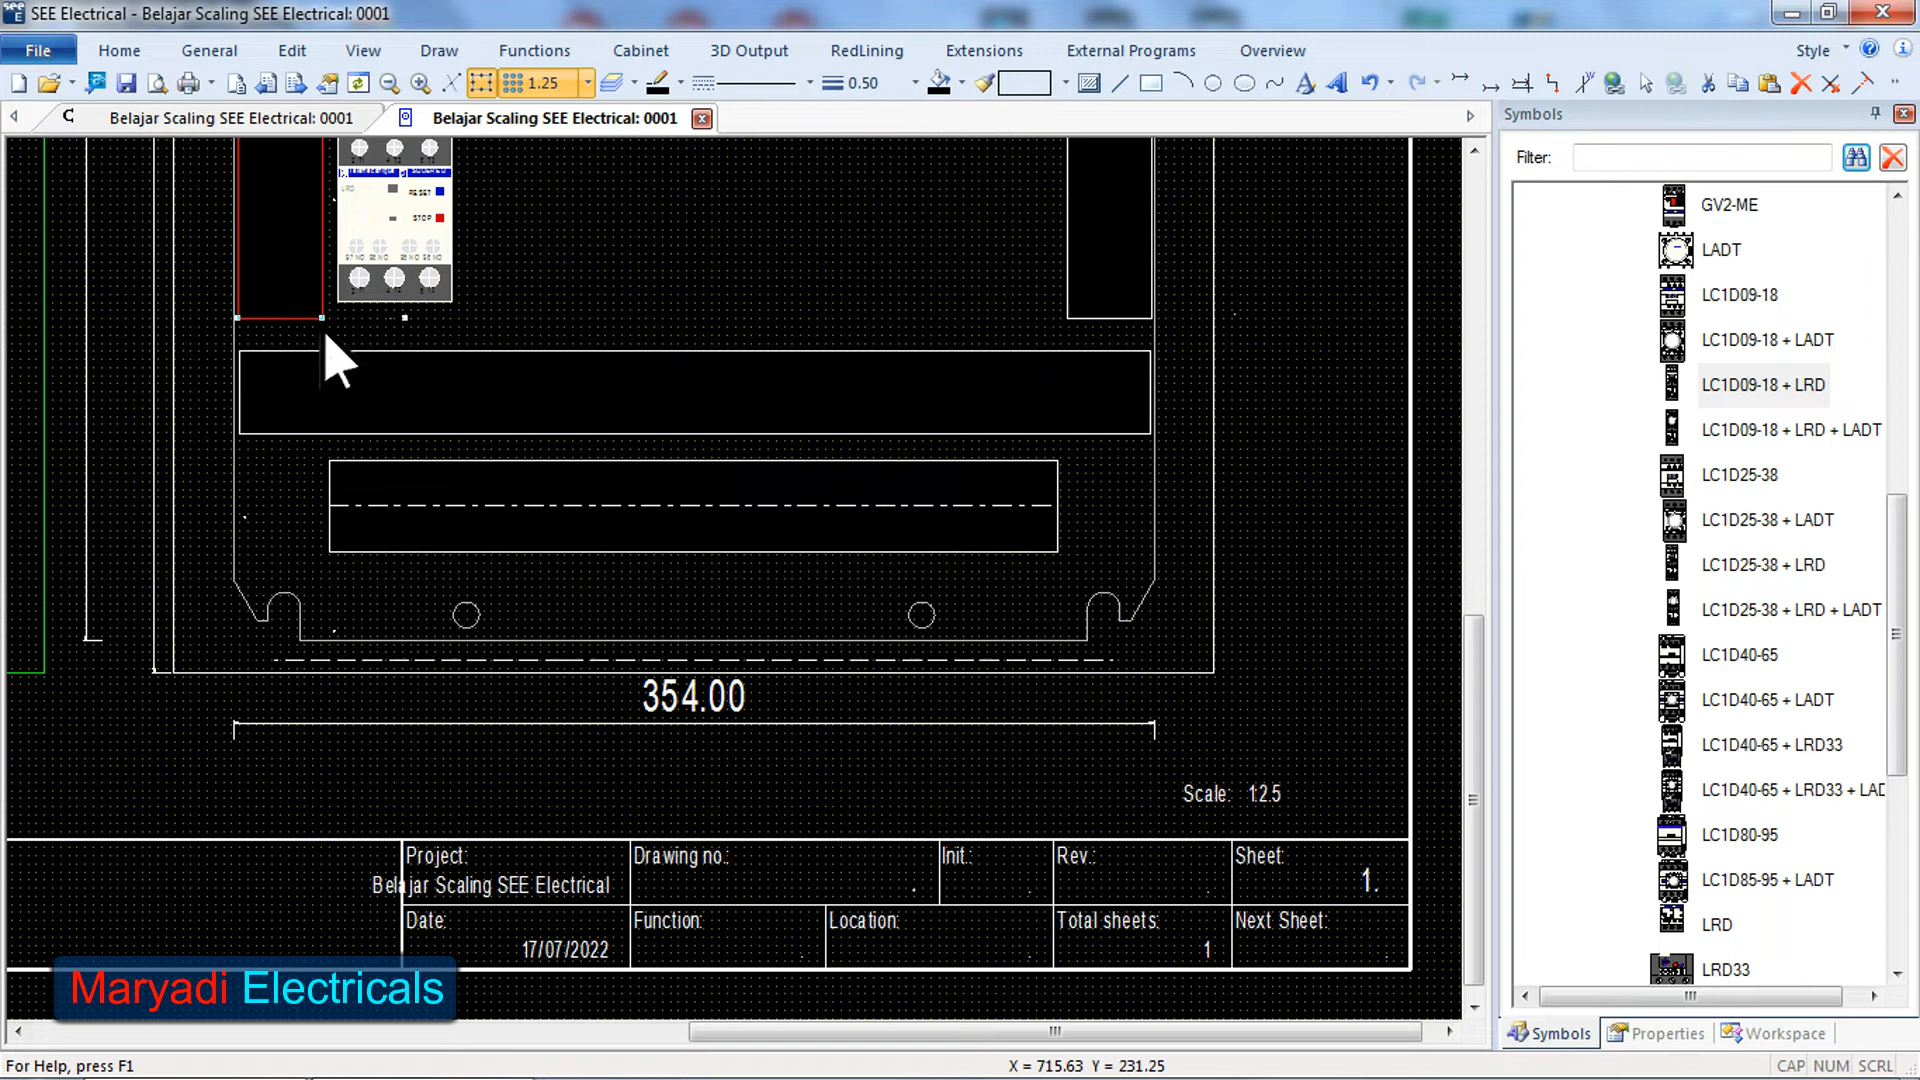 SEE Electrical - Belajar Scaling SEE Electrical: 0001
File Home General Edit View Draw Functions Cabinet 3D Output RedLining Extensions External Programs Overview Style
1.25 0.50
C Belajar Scaling SEE Electrical: 0001 Belajar Scaling SEE Electrical: 0001
Symbols
Filter:
GV2-ME
LADT
LC1D09-18
LC1D09-18 + LADT
LC1D09-18 + LRD
LC1D09-18 + LRD + LADT
LC1D25-38
LC1D25-38 + LADT
LC1D25-38 + LRD
LC1D25-38 + LRD + LADT
LC1D40-65
LC1D40-65 + LADT
LC1D40-65 + LRD33
LC1D40-65 + LRD33 + LAD
LC1D80-95
LC1D85-95 + LADT
LRD
LRD33
Symbols Properties Workspace
LRD
RESET
STOP
354.00
Scale: 1:2.5
Project: Drawing no.: Init.: Rev.: Sheet:
Belajar Scaling SEE Electrical . . . 1.
Date: Function: Location: Total sheets: Next Sheet:
17/07/2022 1
Maryadi Electricals
For Help, press F1
X = 715.63 Y = 231.25
CAP NUM SCRL